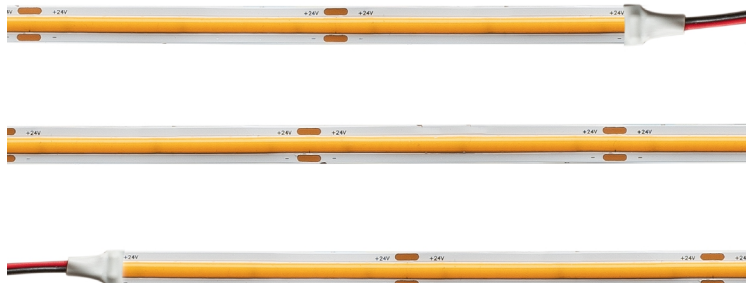 +24V +24V +24V +24V
- - -
+24V +24V +24V +24V +24V
- - - - -
+24V +24V +24V +24V